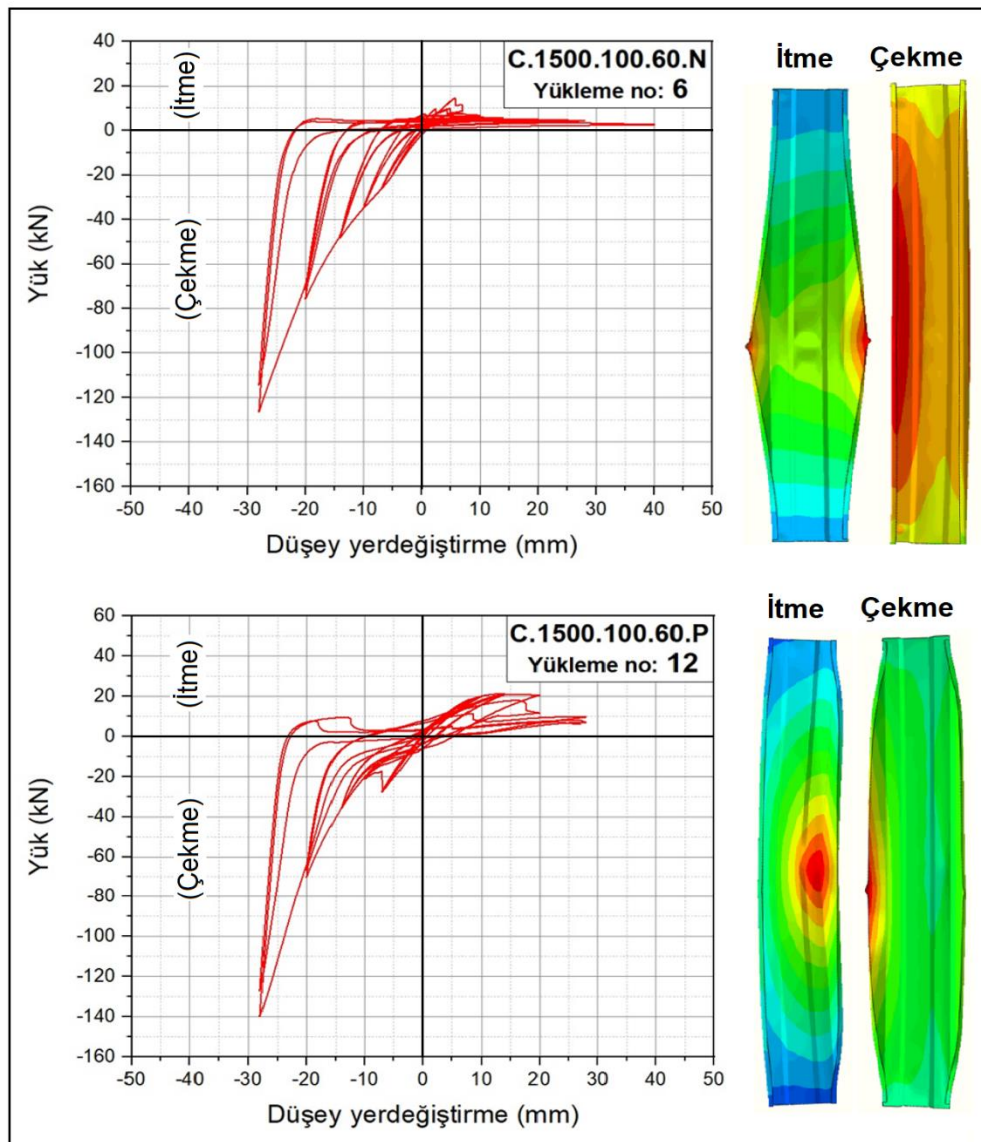 C.1500.100.60.N
Yükleme no: 6
İtme Çekme
40
20
0
-20
-40
-60
-80
-100
-120
-140
-160
Yük (kN)
(İtme)
(Çekme)
-50 -40 -30 -20 -10 0 10 20 30 40 50
Düşey yerdeğiştirme (mm)
C.1500.100.60.P
Yükleme no: 12
İtme Çekme
60
40
20
0
-20
-40
-60
-80
-100
-120
-140
-160
Yük (kN)
(İtme)
(Çekme)
-50 -40 -30 -20 -10 0 10 20 30 40 50
Düşey yerdeğiştirme (mm)